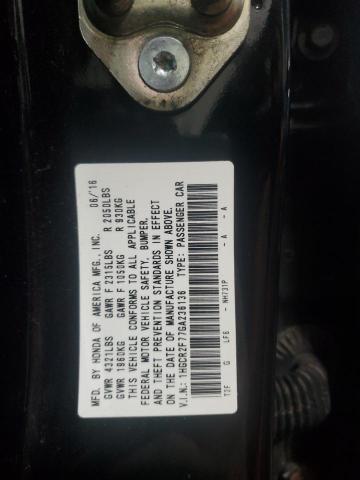 MFD. BY HONDA OF AMERICA MFG., INC. 06/16
GVWR 4321LBS GAWR F 2315LBS R 2050LBS
GVWR 1960KG GAWR F 1050KG R 930KG
THIS VEHICLE CONFORMS TO ALL APPLICABLE
FEDERAL MOTOR VEHICLE SAFETY, BUMPER,
AND THEFT PREVENTION STANDARDS IN EFFECT
ON THE DATE OF MANUFACTURE SHOWN ABOVE.
V.I.N.: 1HGCR2F77GA236136 TYPE: PASSENGER CAR
T2F G LF6 - NH731P - A - A